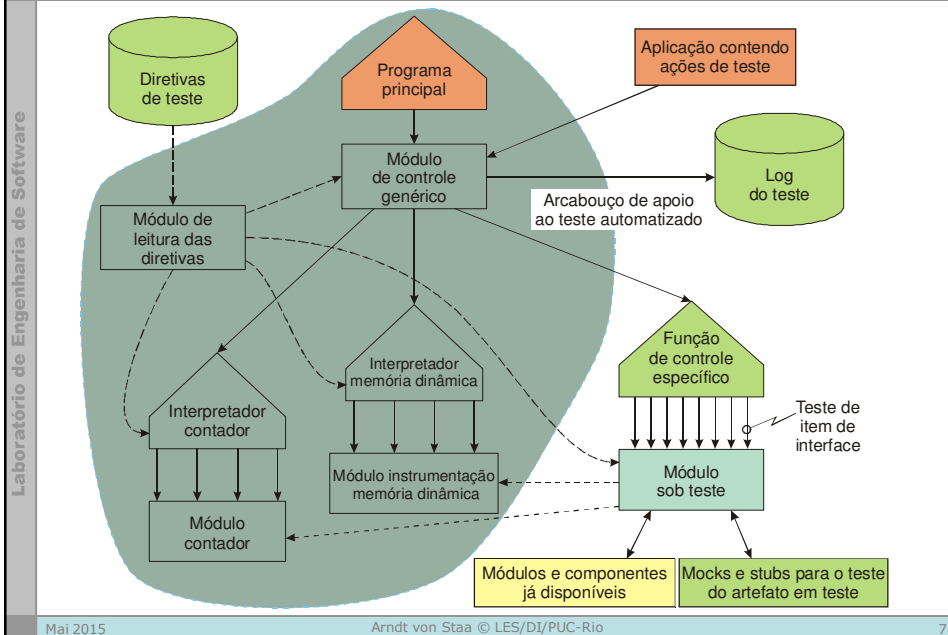 Laboratório de Engenharia de Software
Diretivas
de teste
Programa
principal
Aplicação contendo
ações de teste
Módulo
de controle
genérico
Log
do teste
Arcabouço de apoio
ao teste automatizado
Módulo de
leitura das
diretivas
Função
de controle
específico
Interpretador
memória dinâmica
Interpretador
contador
Teste de
item de
interface
Módulo instrumentação
memória dinâmica
Módulo
sob teste
Módulo
contador
Módulos e componentes
já disponíveis
Mocks e stubs para o teste
do artefato em teste
Mai 2015
Arndt von Staa © LES/DI/PUC-Rio
7